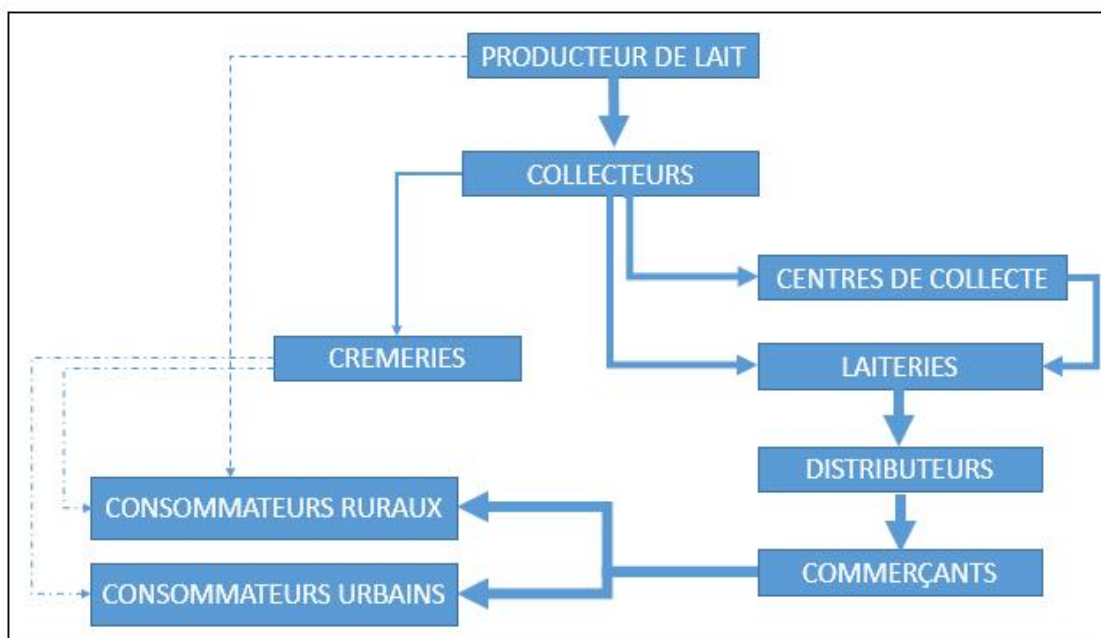 PRODUCTEUR DE LAIT
COLLECTEURS
CENTRES DE COLLECTE
CREMERIES
LAITERIES
DISTRIBUTEURS
CONSOMMATEURS RURAUX
COMMERÇANTS
CONSOMMATEURS URBAINS